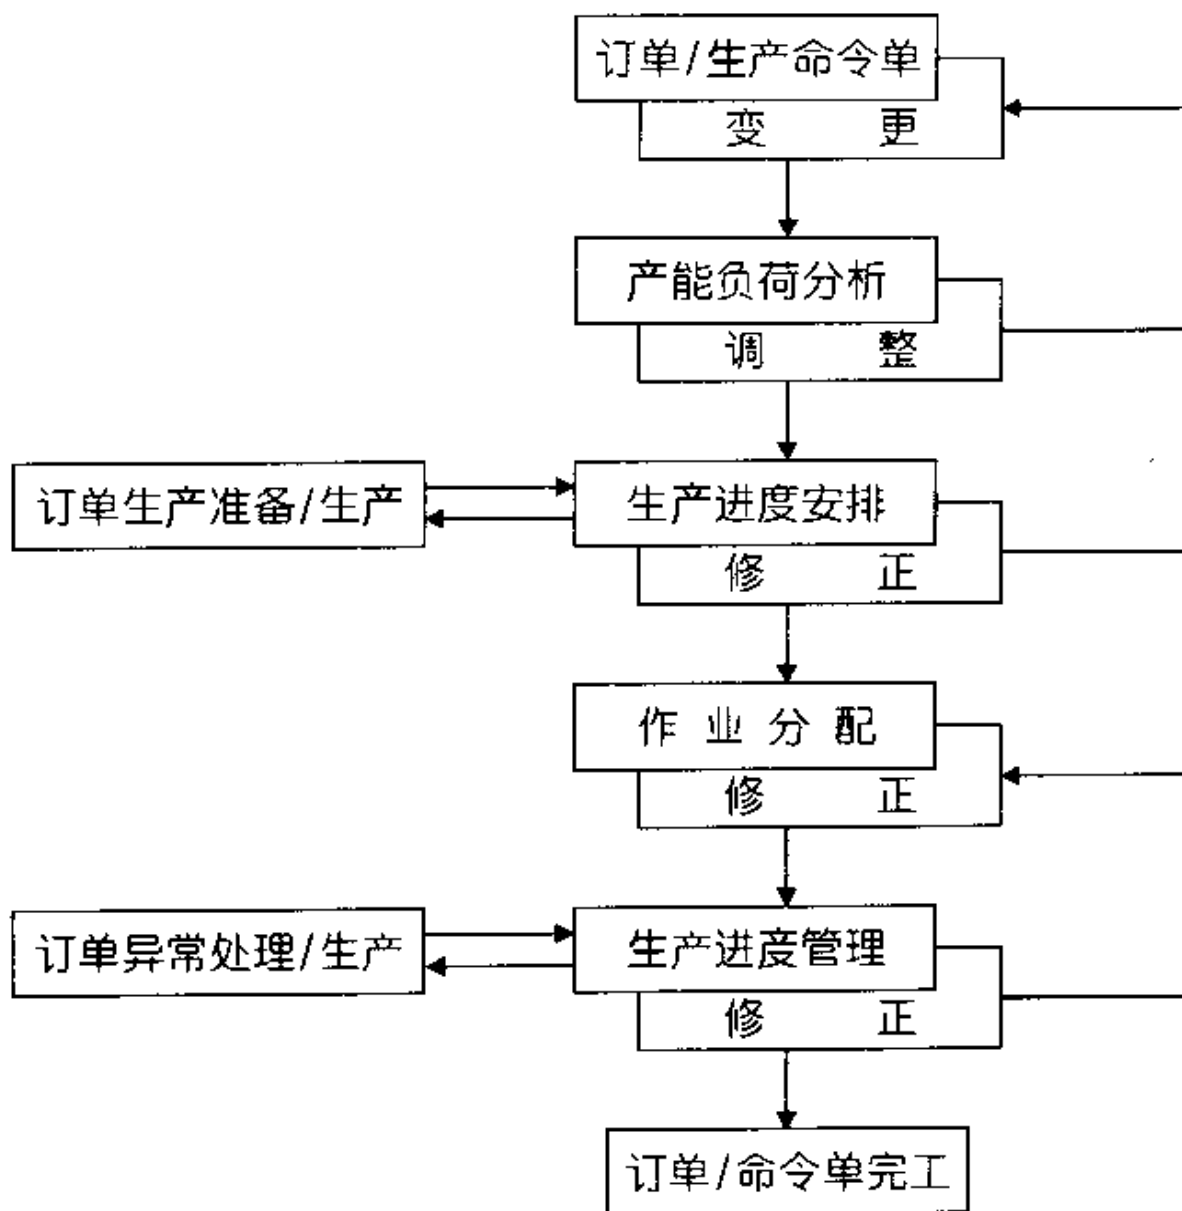 订单/生产命令单
变 更
产能负荷分析
调 整
订单生产准备/生产
生产进度安排
修 正
作业分配
修 正
订单异常处理/生产
生产进度管理
修 正
订单/命令单完工